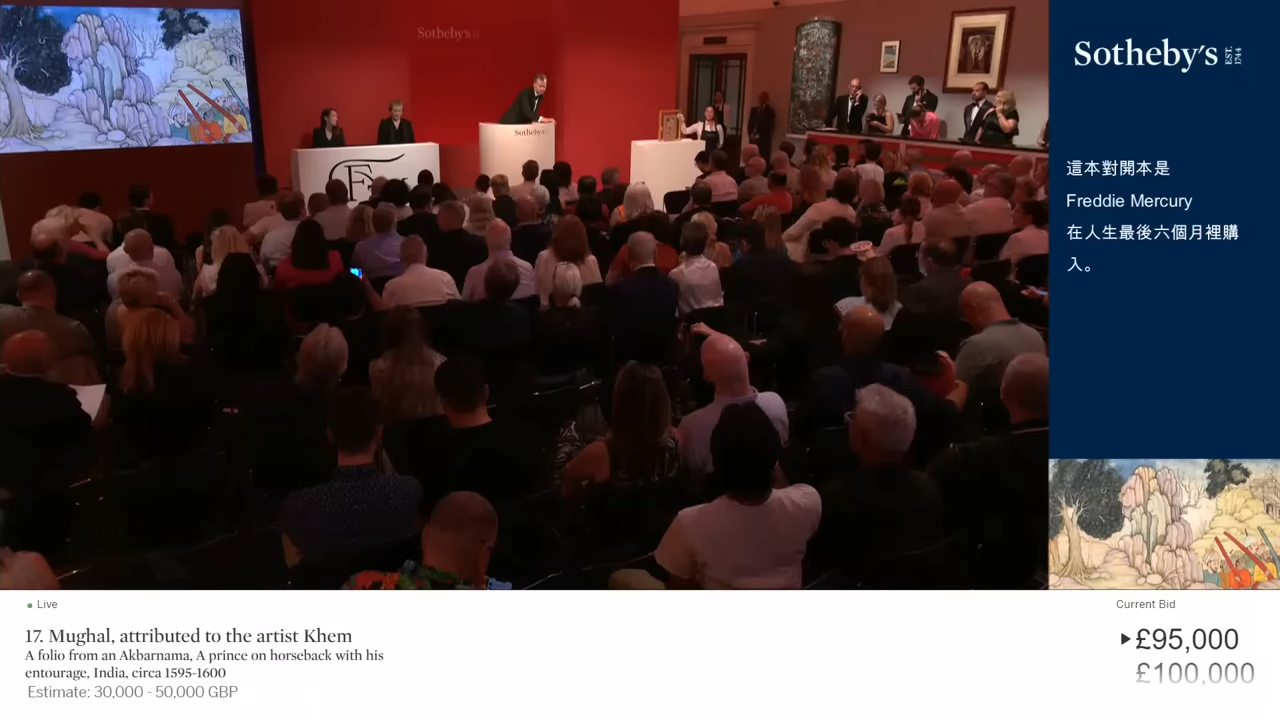 Sotheby's
Sotheby's
Sotheby's EST. 1744
這本對開本是
Freddie Mercury
在人生最後六個月裡購
入。
Live
Current Bid
17. Mughal, attributed to the artist Khem
A folio from an Akbarnama, A prince on horseback with his
entourage, India, circa 1595-1600
Estimate: 30,000 - 50,000 GBP
£95,000
£100,000